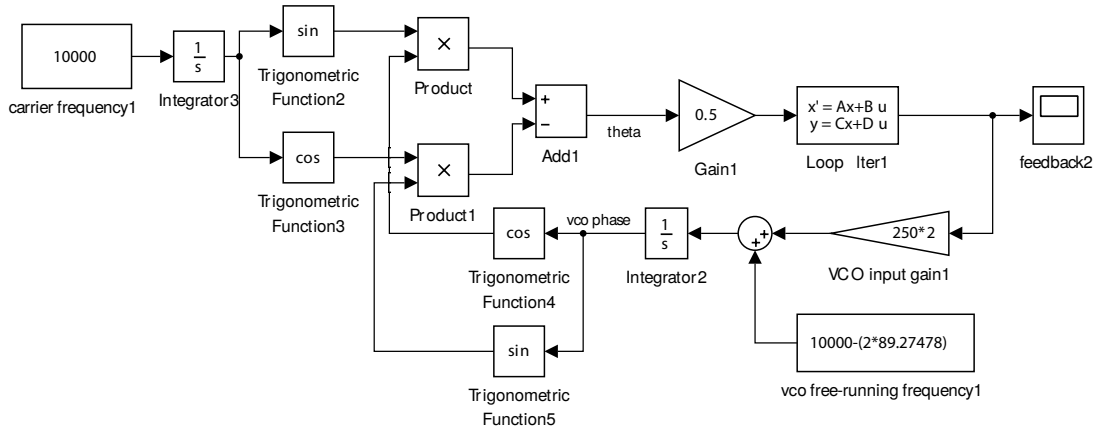 10000
carrier frequency1
1
s
Integrator3
sin
Trigonometric
Function2
cos
Trigonometric
Function3
×
Product
×
Product1
+
−
Add1
theta
0.5
Gain1
x' = Ax+B u
y = Cx+D u
Loop Iter1
feedback2
250*2
VCO input gain1
+
+
1
s
Integrator2
vco phase
cos
Trigonometric
Function4
sin
Trigonometric
Function5
10000-(2*89.27478)
vco free-running frequency1